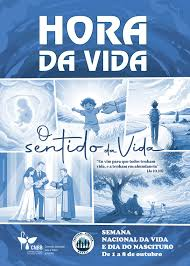 HORA
DA VIDA
O
sentido da Vida
"Eu vim para que todos tenham
vida, e a tenham em abundância"
(Jo 10,10)
SEMANA
NACIONAL DA VIDA
E DIA DO NASCITURO
De 1 a 8 de outubro
CNBB